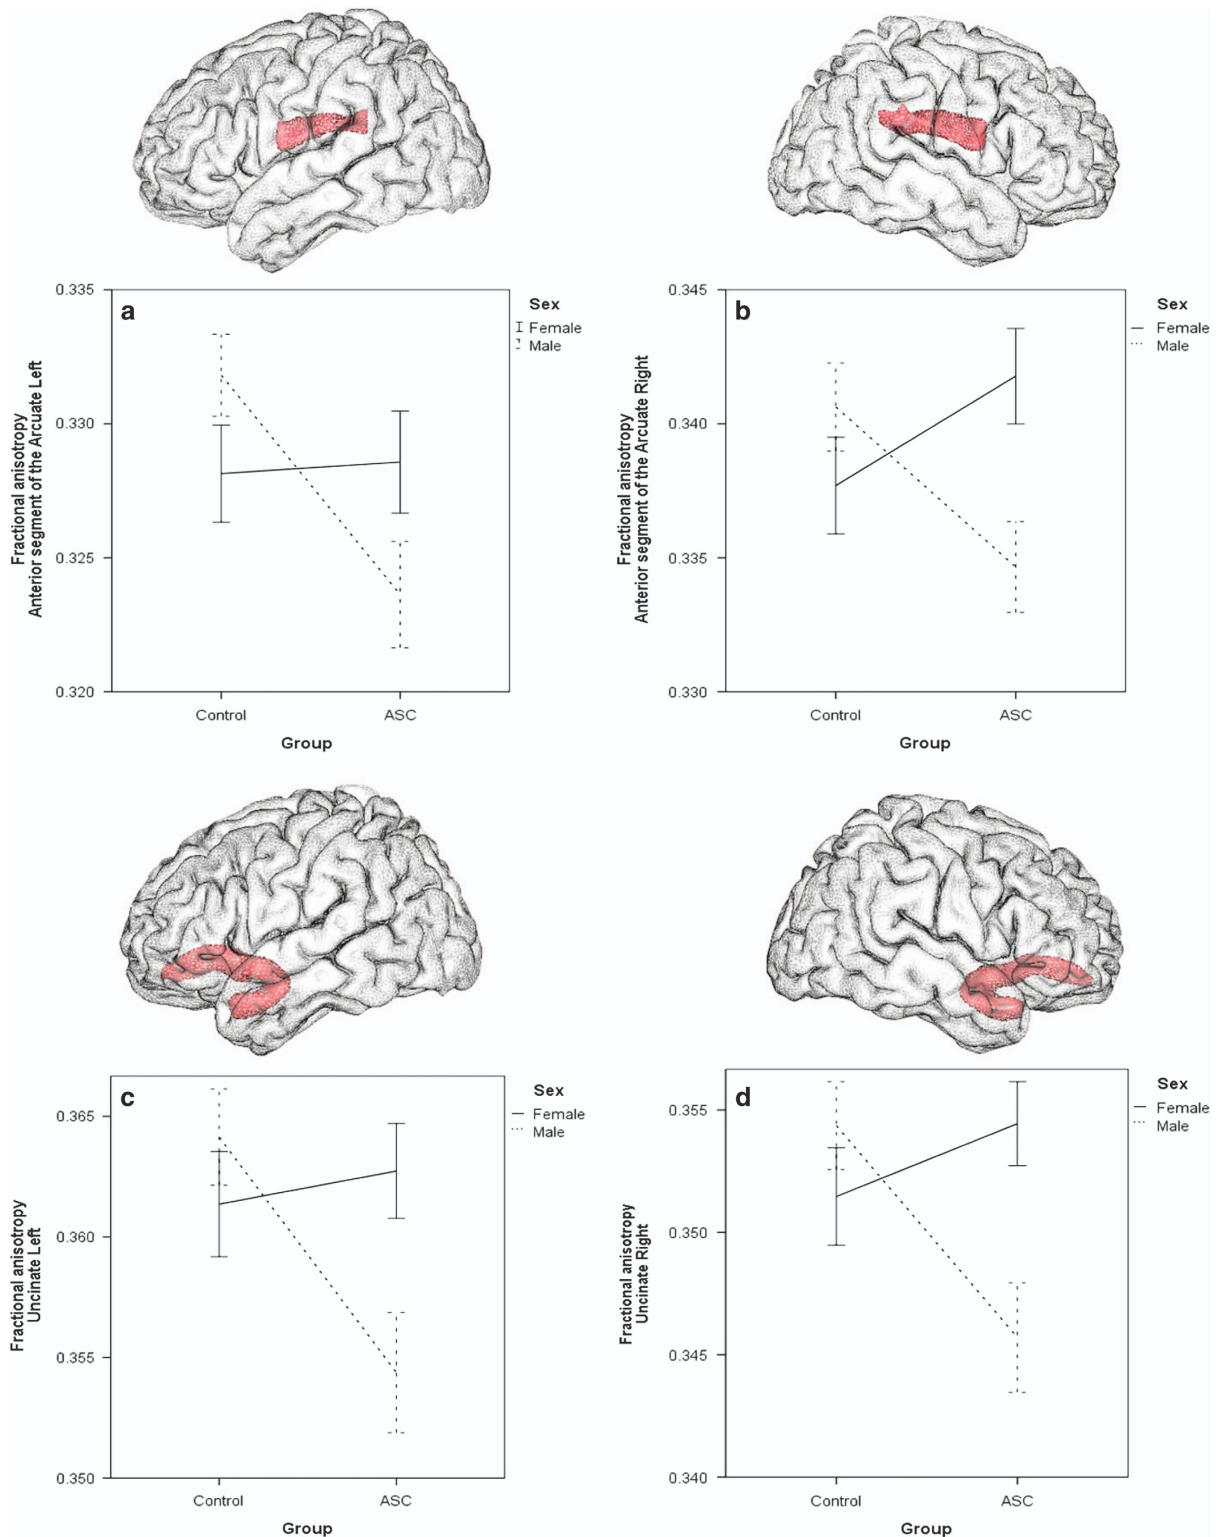 a
0.335
0.330
0.325
0.320
Fractional anisotropy
Anterior segment of the Arcuate Left
Control
ASC
Group
Sex
Female
Male
b
0.345
0.340
0.335
0.330
Fractional anisotropy
Anterior segment of the Arcuate Right
Control
ASC
Group
Sex
Female
Male
c
0.365
0.360
0.355
0.350
Fractional anisotropy
Uncinate Left
Control
ASC
Group
Sex
Female
Male
d
0.355
0.350
0.345
0.340
Fractional anisotropy
Uncinate Right
Control
ASC
Group
Sex
Female
Male